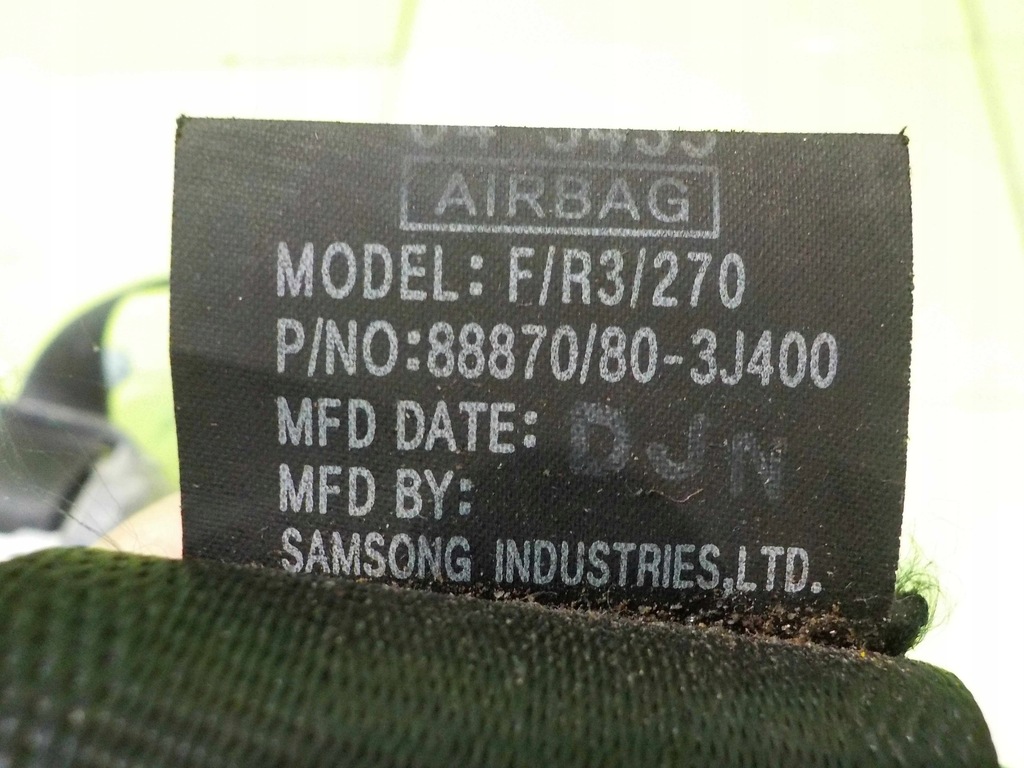 AIRBAG
MODEL: F/R3/270
P/NO:88870/80-3J400
MFD DATE: DJN
MFD BY:
SAMSONG INDUSTRIES,LTD.